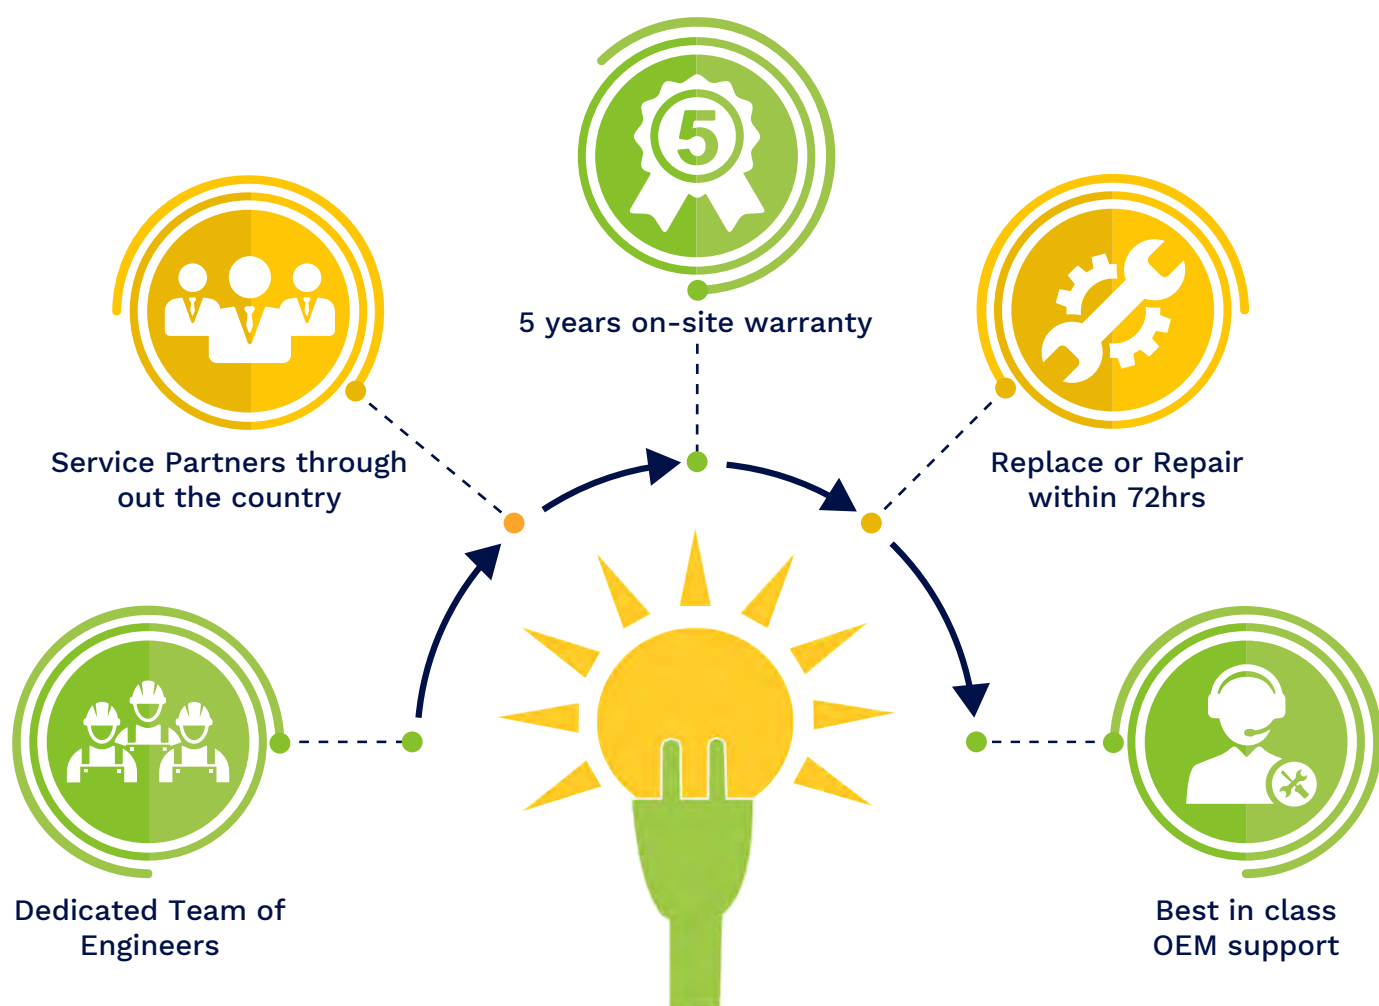 5
5 years on-site warranty
Service Partners through
out the country
Replace or Repair
within 72hrs
Dedicated Team of
Engineers
Best in class
OEM support